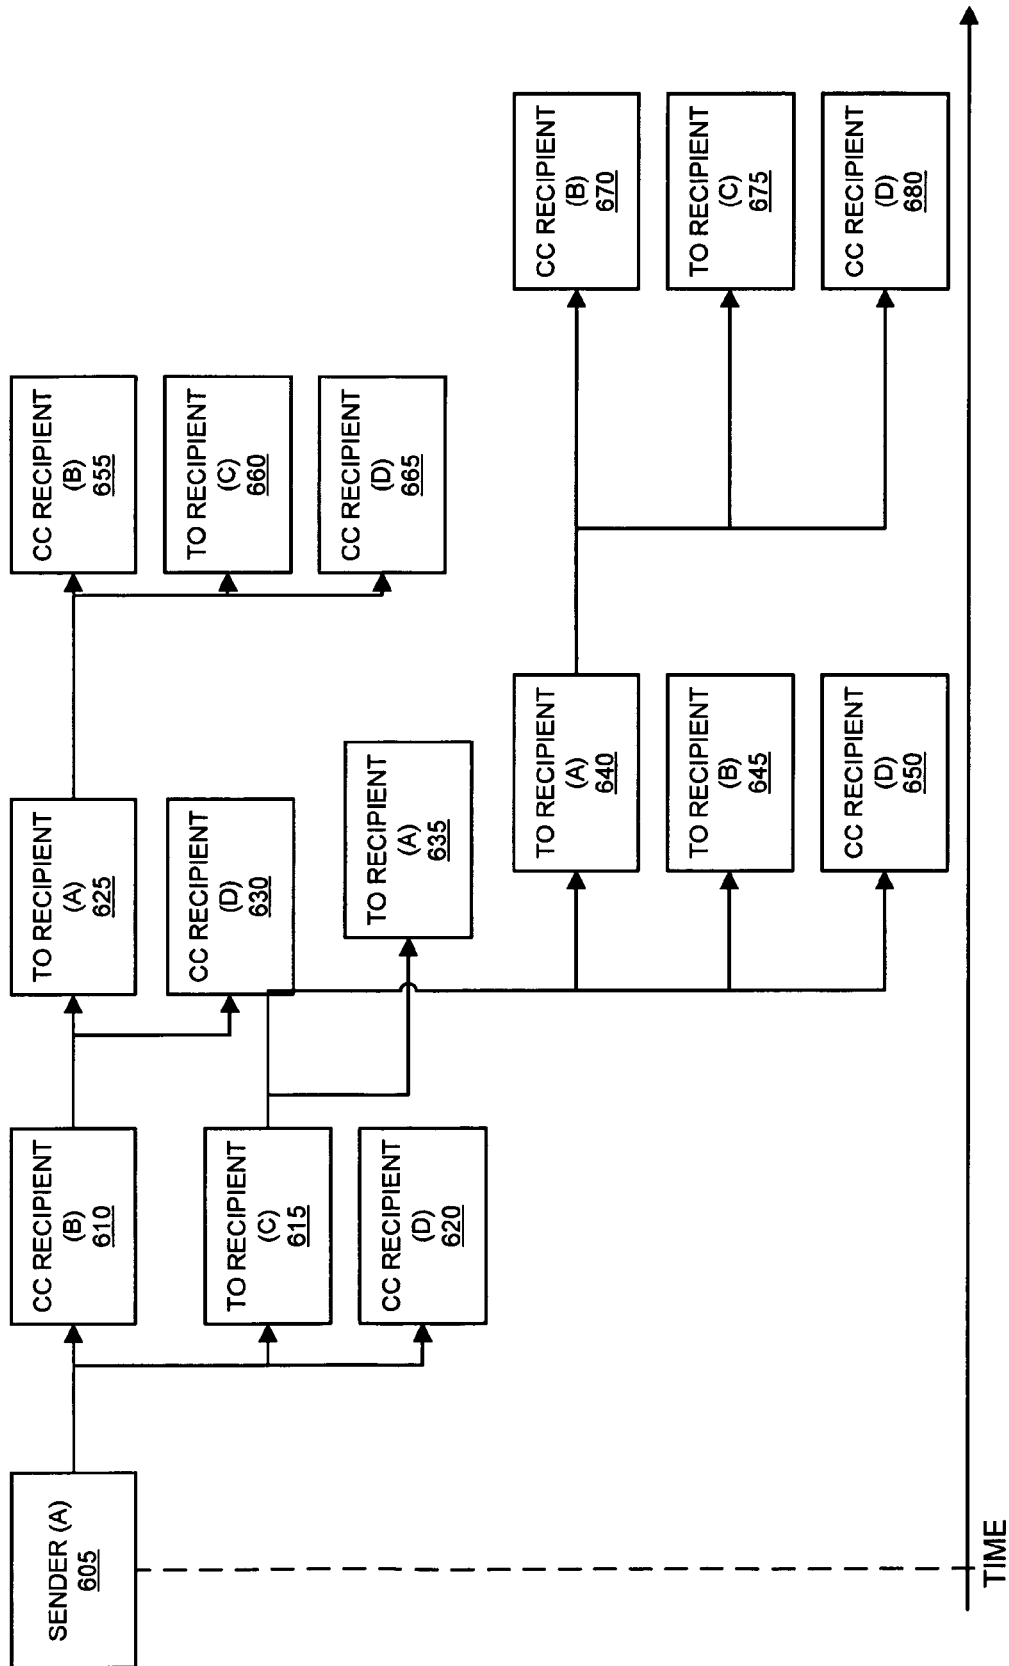 SENDER (A)
605
CC RECIPIENT
(B)
610
TO RECIPIENT
(C)
615
CC RECIPIENT
(D)
620
TO RECIPIENT
(A)
625
CC RECIPIENT
(D)
630
TO RECIPIENT
(A)
635
TO RECIPIENT
(A)
640
TO RECIPIENT
(B)
645
CC RECIPIENT
(D)
650
CC RECIPIENT
(B)
655
TO RECIPIENT
(C)
660
CC RECIPIENT
(D)
665
CC RECIPIENT
(B)
670
TO RECIPIENT
(C)
675
CC RECIPIENT
(D)
680
TIME